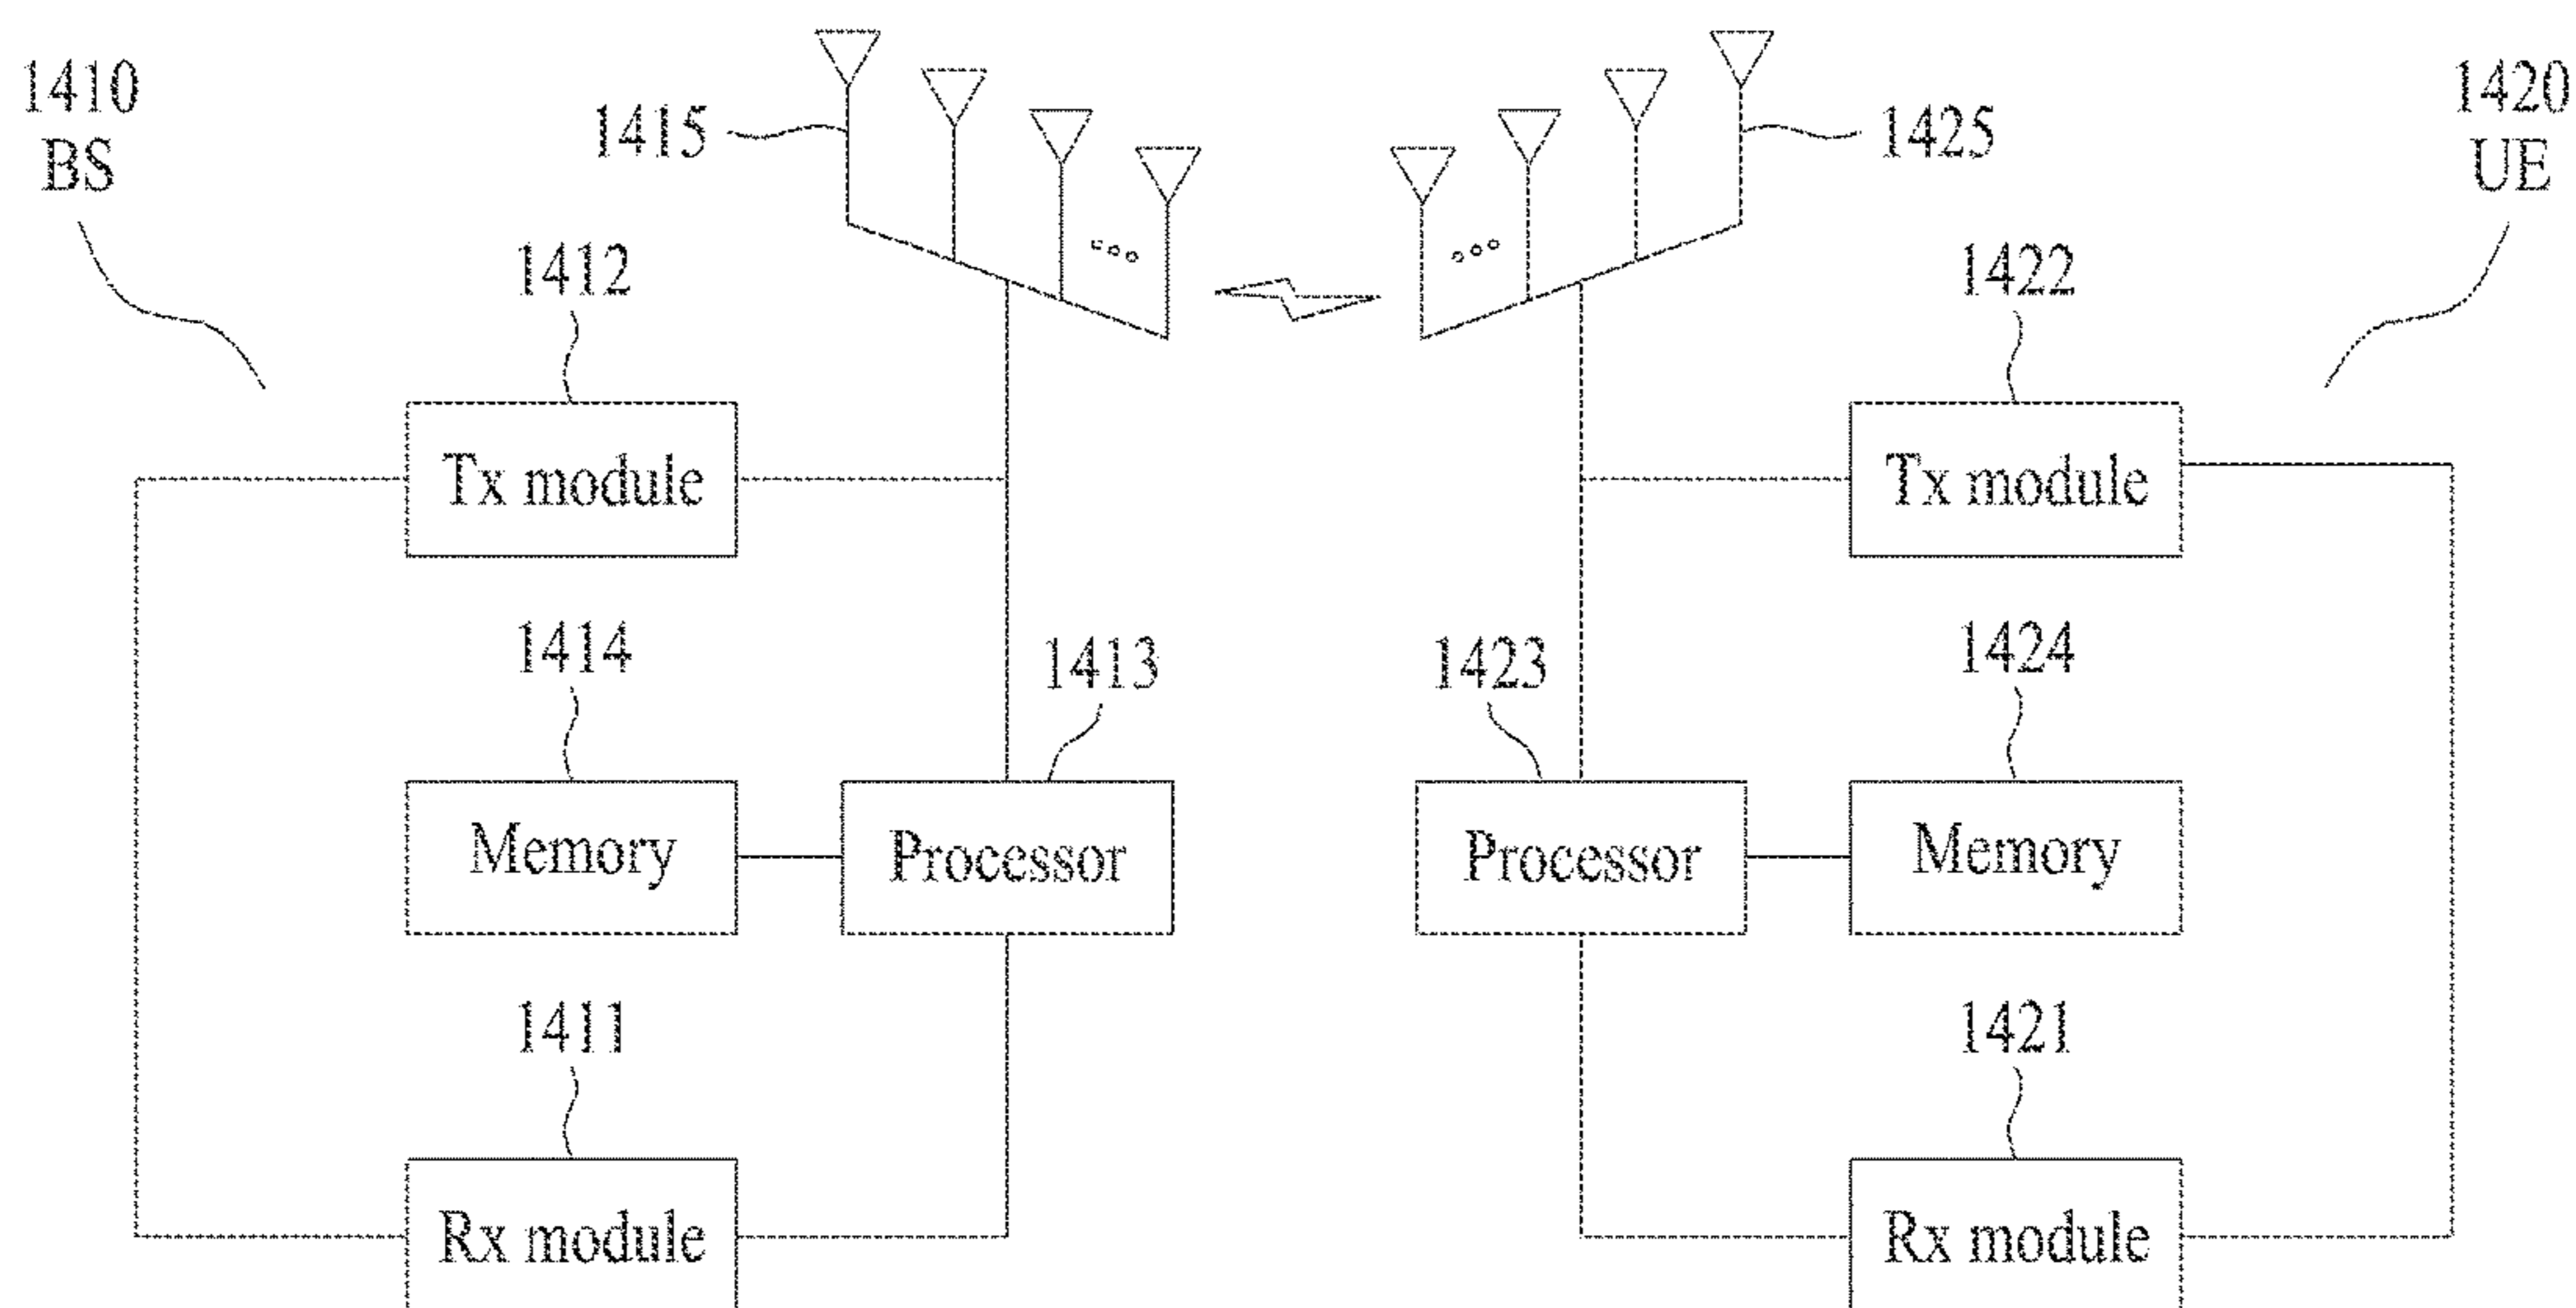 1410
BS
1415
1425
1420
UE
1412
1422
Tx module
Tx module
1414
1413
1423
1424
Memory
Processor
Processor
Memory
1411
1421
Rx module
Rx module